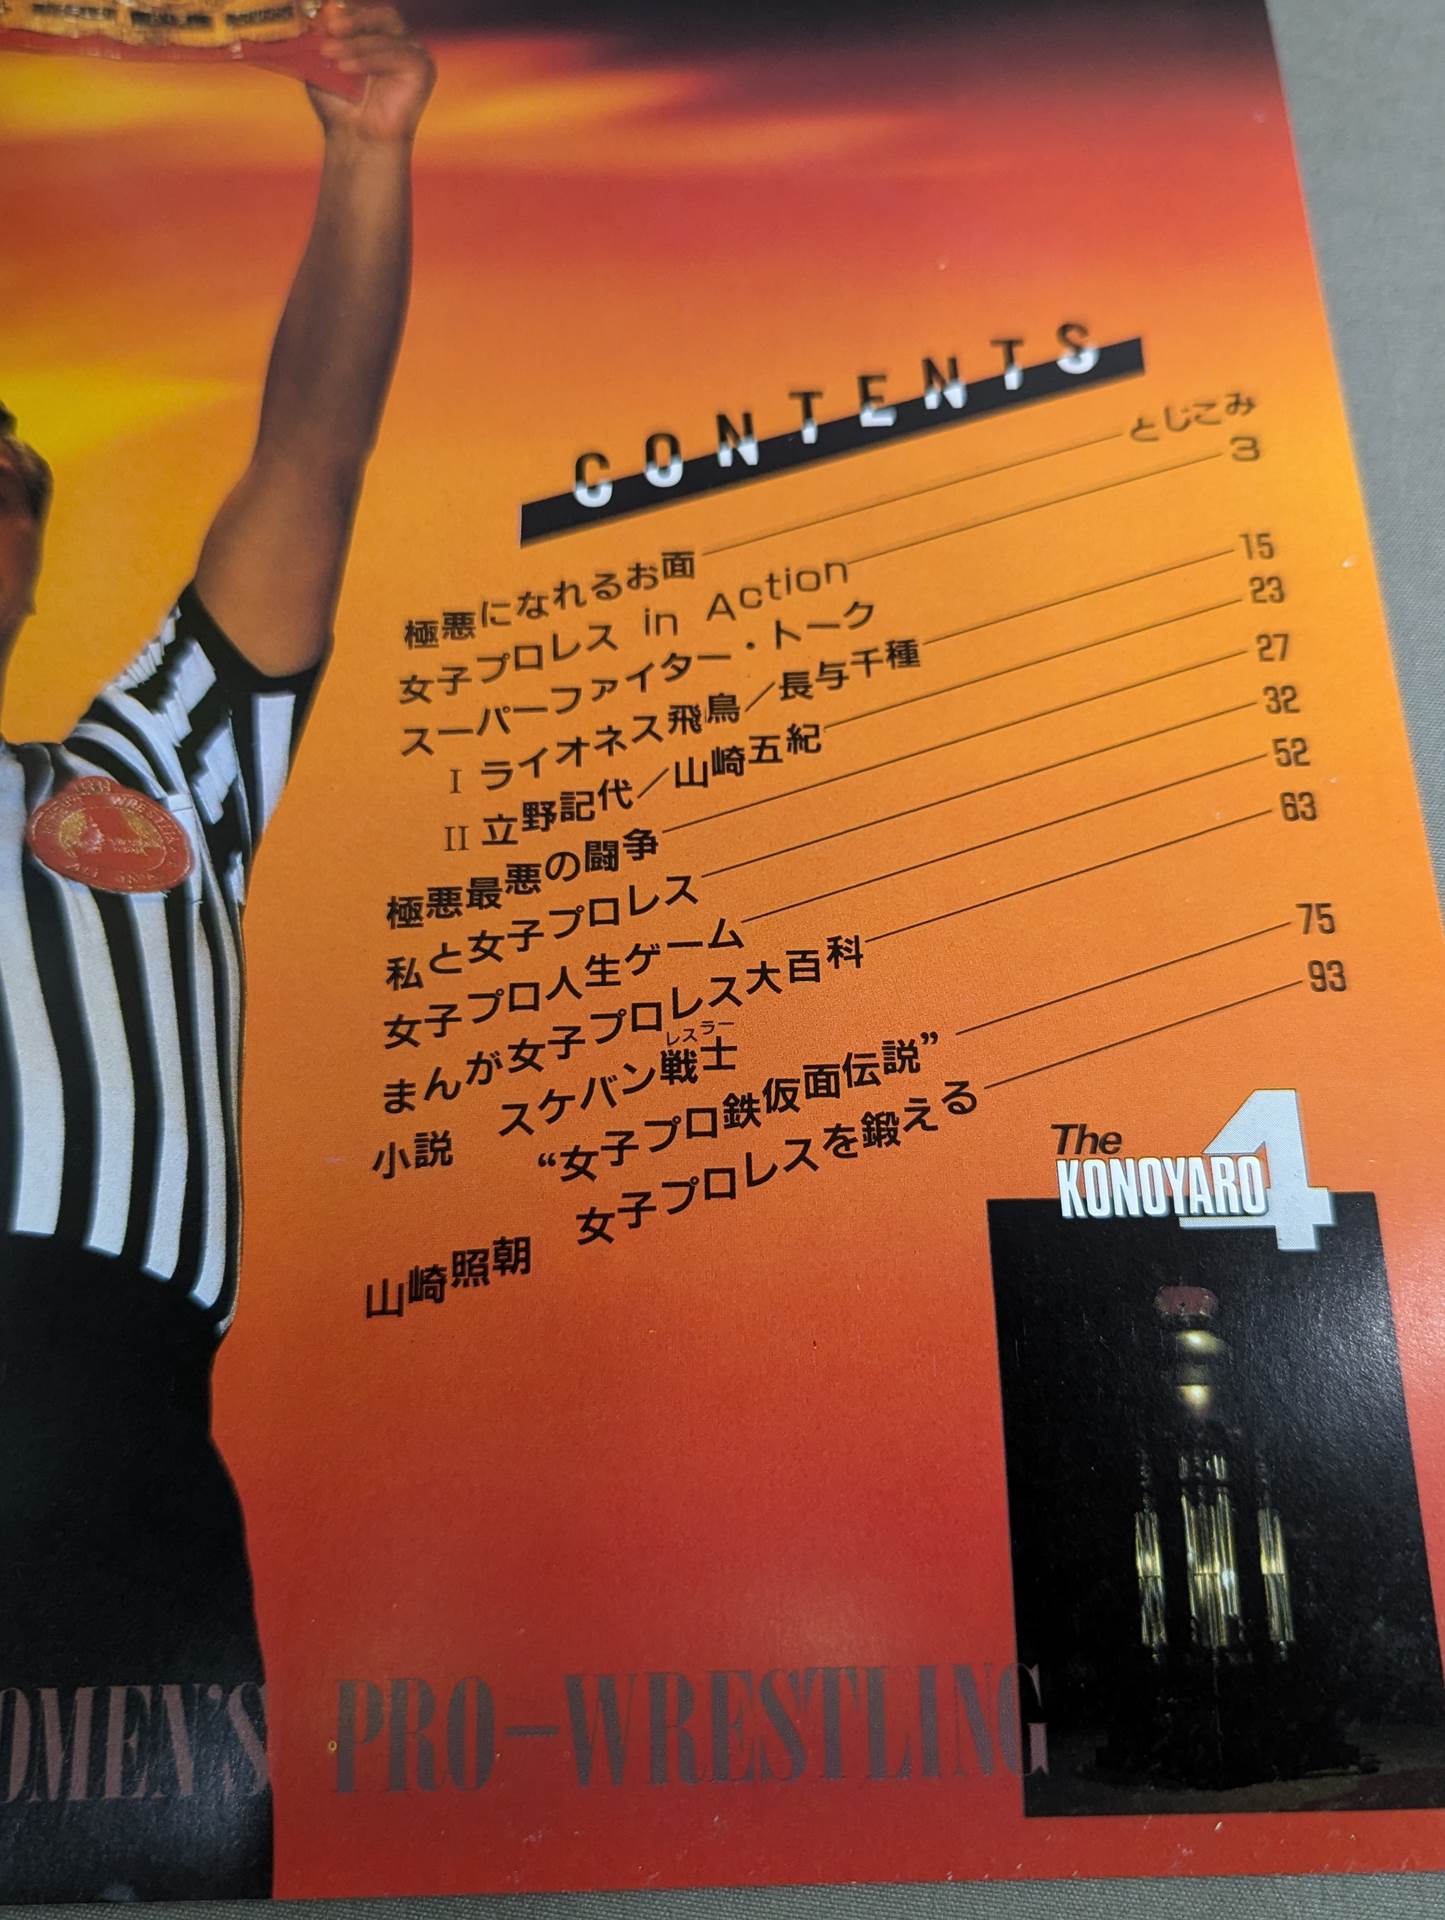 CONTENTS
極悪になれるお面 とじこみ
女子プロレス in Action 3
スーパーファイター・トーク
I ライオネス飛鳥／長与千種 15
II 立野記代／山崎五紀 23
極悪最悪の闘争 27
私と女子プロレス 32
女子プロ人生ゲーム 52
まんが女子プロレス大百科 63
レスラー
小説 スケバン戦士
“女子プロ鉄仮面伝説” 75
山崎照朝 女子プロレスを鍛える 93
The
KONOYARO 4
OMEN'S PRO-WRESTLING